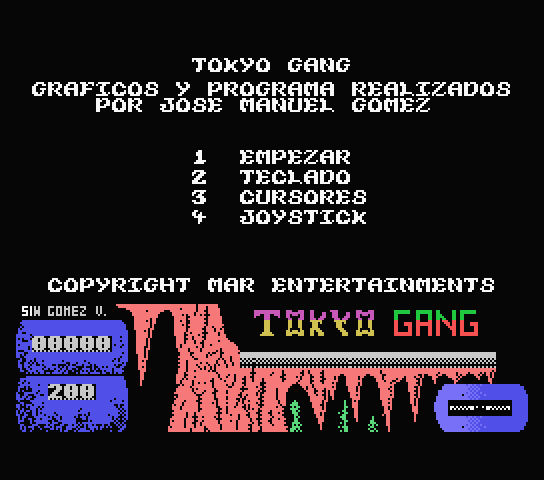 TOKYO GANG
GRAFICOS Y PROGRAMA REALIZADOS
POR JOSE MANUEL GOMEZ
1 EMPEZAR
2 TECLADO
3 CURSORES
4 JOYSTICK
COPYRIGHT MAR ENTERTAINMENTS
SIW GOMEZ V.
TOKYO GANG
00000
200